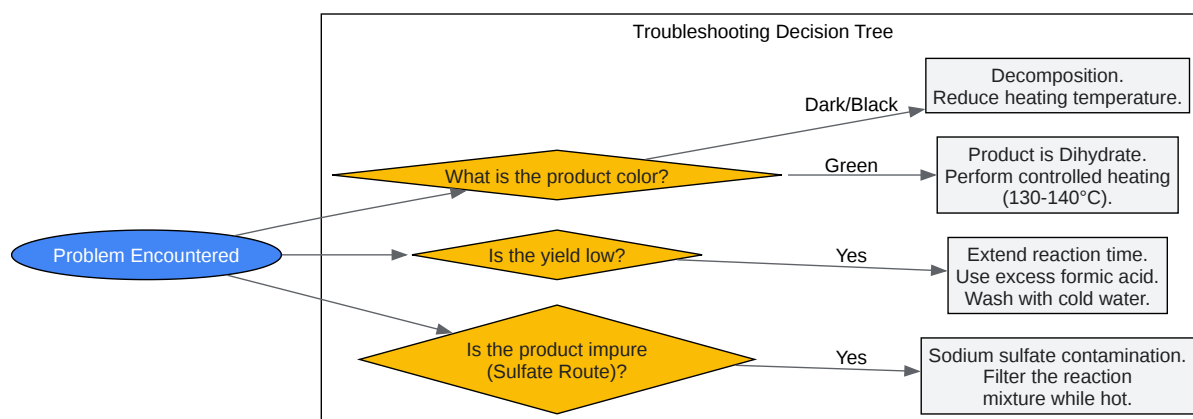 Troubleshooting Decision Tree
Decomposition.
Reduce heating temperature.
Dark/Black
What is the product color?
Green
Product is Dihydrate.
Perform controlled heating
(130-140°C).
Problem Encountered
Is the yield low?
Yes
Extend reaction time.
Use excess formic acid.
Wash with cold water.
Is the product impure
(Sulfate Route)?
Yes
Sodium sulfate contamination.
Filter the reaction
mixture while hot.